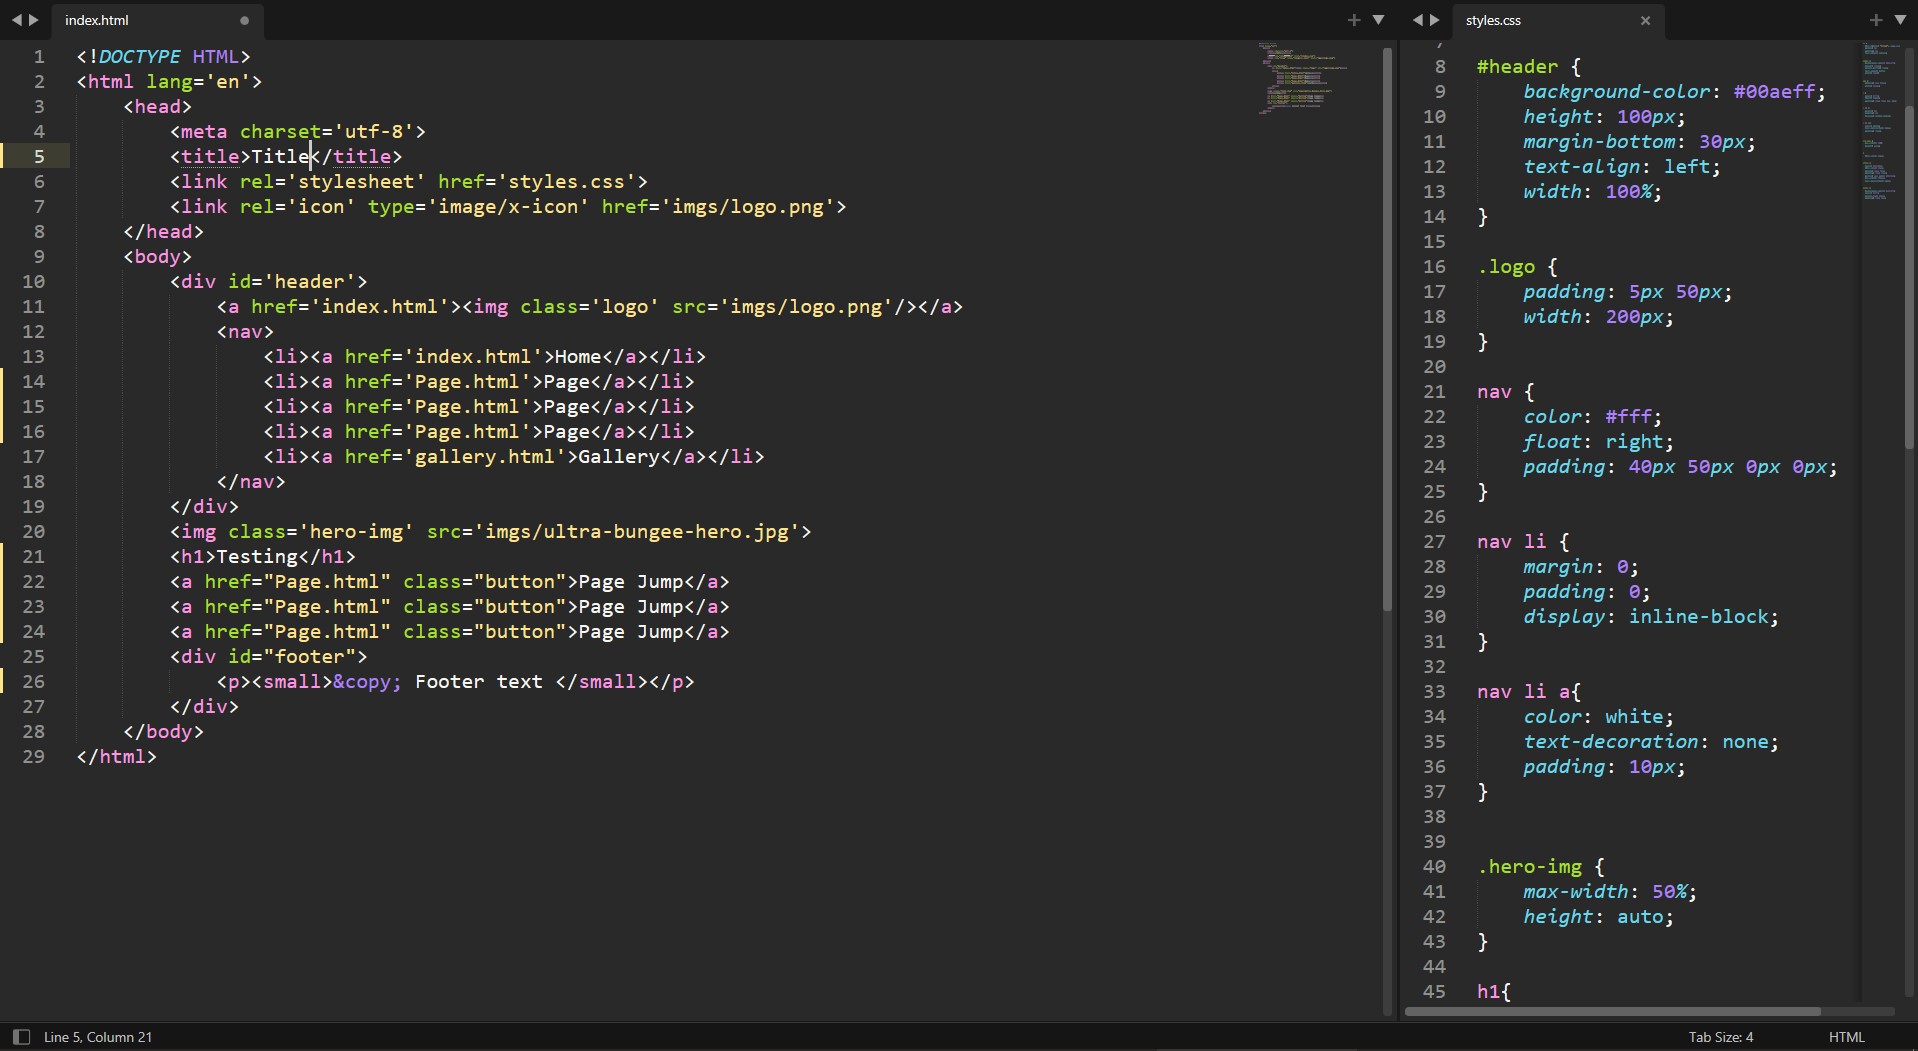 index.html
1 <!DOCTYPE HTML>
2 <html lang='en'>
3 <head>
4 <meta charset='utf-8'>
5 <title>Title</title>
6 <link rel='stylesheet' href='styles.css'>
7 <link rel='icon' type='image/x-icon' href='imgs/logo.png'>
8 </head>
9 <body>
10 <div id='header'>
11 <a href='index.html'><img class='logo' src='imgs/logo.png'/></a>
12 <nav>
13 <li><a href='index.html'>Home</a></li>
14 <li><a href='Page.html'>Page</a></li>
15 <li><a href='Page.html'>Page</a></li>
16 <li><a href='Page.html'>Page</a></li>
17 <li><a href='gallery.html'>Gallery</a></li>
18 </nav>
19 </div>
20 <img class='hero-img' src='imgs/ultra-bungee-hero.jpg'>
21 <h1>Testing</h1>
22 <a href="Page.html" class="button">Page Jump</a>
23 <a href="Page.html" class="button">Page Jump</a>
24 <a href="Page.html" class="button">Page Jump</a>
25 <div id="footer">
26 <p><small>&copy; Footer text </small></p>
27 </div>
28 </body>
29 </html>
styles.css
8 #header {
9 background-color: #00aeff;
10 height: 100px;
11 margin-bottom: 30px;
12 text-align: left;
13 width: 100%;
14 }
15
16 .logo {
17 padding: 5px 50px;
18 width: 200px;
19 }
20
21 nav {
22 color: #fff;
23 float: right;
24 padding: 40px 50px 0px 0px;
25 }
26
27 nav li {
28 margin: 0;
29 padding: 0;
30 display: inline-block;
31 }
32
33 nav li a{
34 color: white;
35 text-decoration: none;
36 padding: 10px;
37 }
38
39
40 .hero-img {
41 max-width: 50%;
42 height: auto;
43 }
44
45 h1{
Line 5, Column 21
Tab Size: 4
HTML